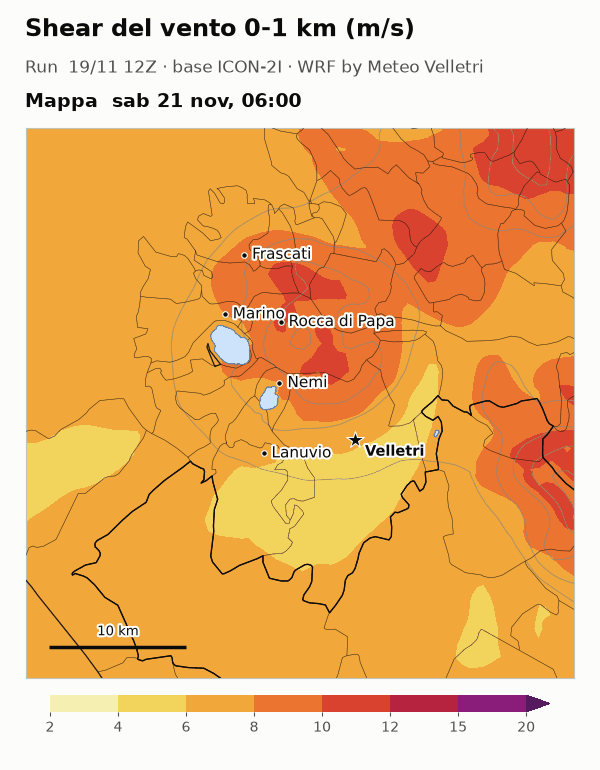 Shear del vento 0-1 km (m/s)
Run 19/11 12Z · base ICON-2I · WRF by Meteo Velletri
Mappa sab 21 nov, 06:00
Frascati
Marino
Rocca di Papa
Nemi
Velletri
Lanuvio
10 km
2 4 6 8 10 12 15 20